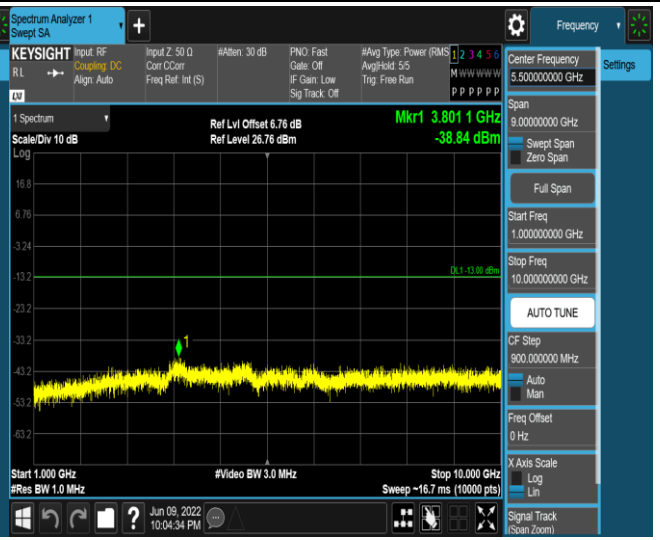 Spectrum Analyzer 1
Swept SA
Frequency
KEYSIGHT
RL
Input: RF
Coupling: DC
Align: Auto
Input Z: 50 Ω
Corr CCorr
Freq Ref: Int (S)
#Atten: 30 dB
PNO: Fast
Gate: Off
IF Gain: Low
Sig Track: Off
#Avg Type: Power (RMS
Avg|Hold: 5/5
Trig: Free Run
1 2 3 4 5 6
M W W W W W
P P P P P P
LXI
1 Spectrum
Scale/Div 10 dB
Log
Ref Lvl Offset 6.76 dB
Ref Level 26.76 dBm
Mkr1 3.801 1 GHz
-38.84 dBm
16.8
6.76
-3.24
-13.2
-23.2
-33.2
-43.2
-53.2
-63.2
DL1 -13.00 dBm
1
Start 1.000 GHz
#Res BW 1.0 MHz
#Video BW 3.0 MHz
Stop 10.000 GHz
Sweep ~16.7 ms (10000 pts)
?
Jun 09, 2022
10:04:34 PM
Center Frequency
5.500000000 GHz
Settings
Span
9.00000000 GHz
Swept Span
Zero Span
Full Span
Start Freq
1.000000000 GHz
Stop Freq
10.000000000 GHz
AUTO TUNE
CF Step
900.000000 MHz
Auto
Man
Freq Offset
0 Hz
X Axis Scale
Log
Lin
Signal Track
(Span Zoom)